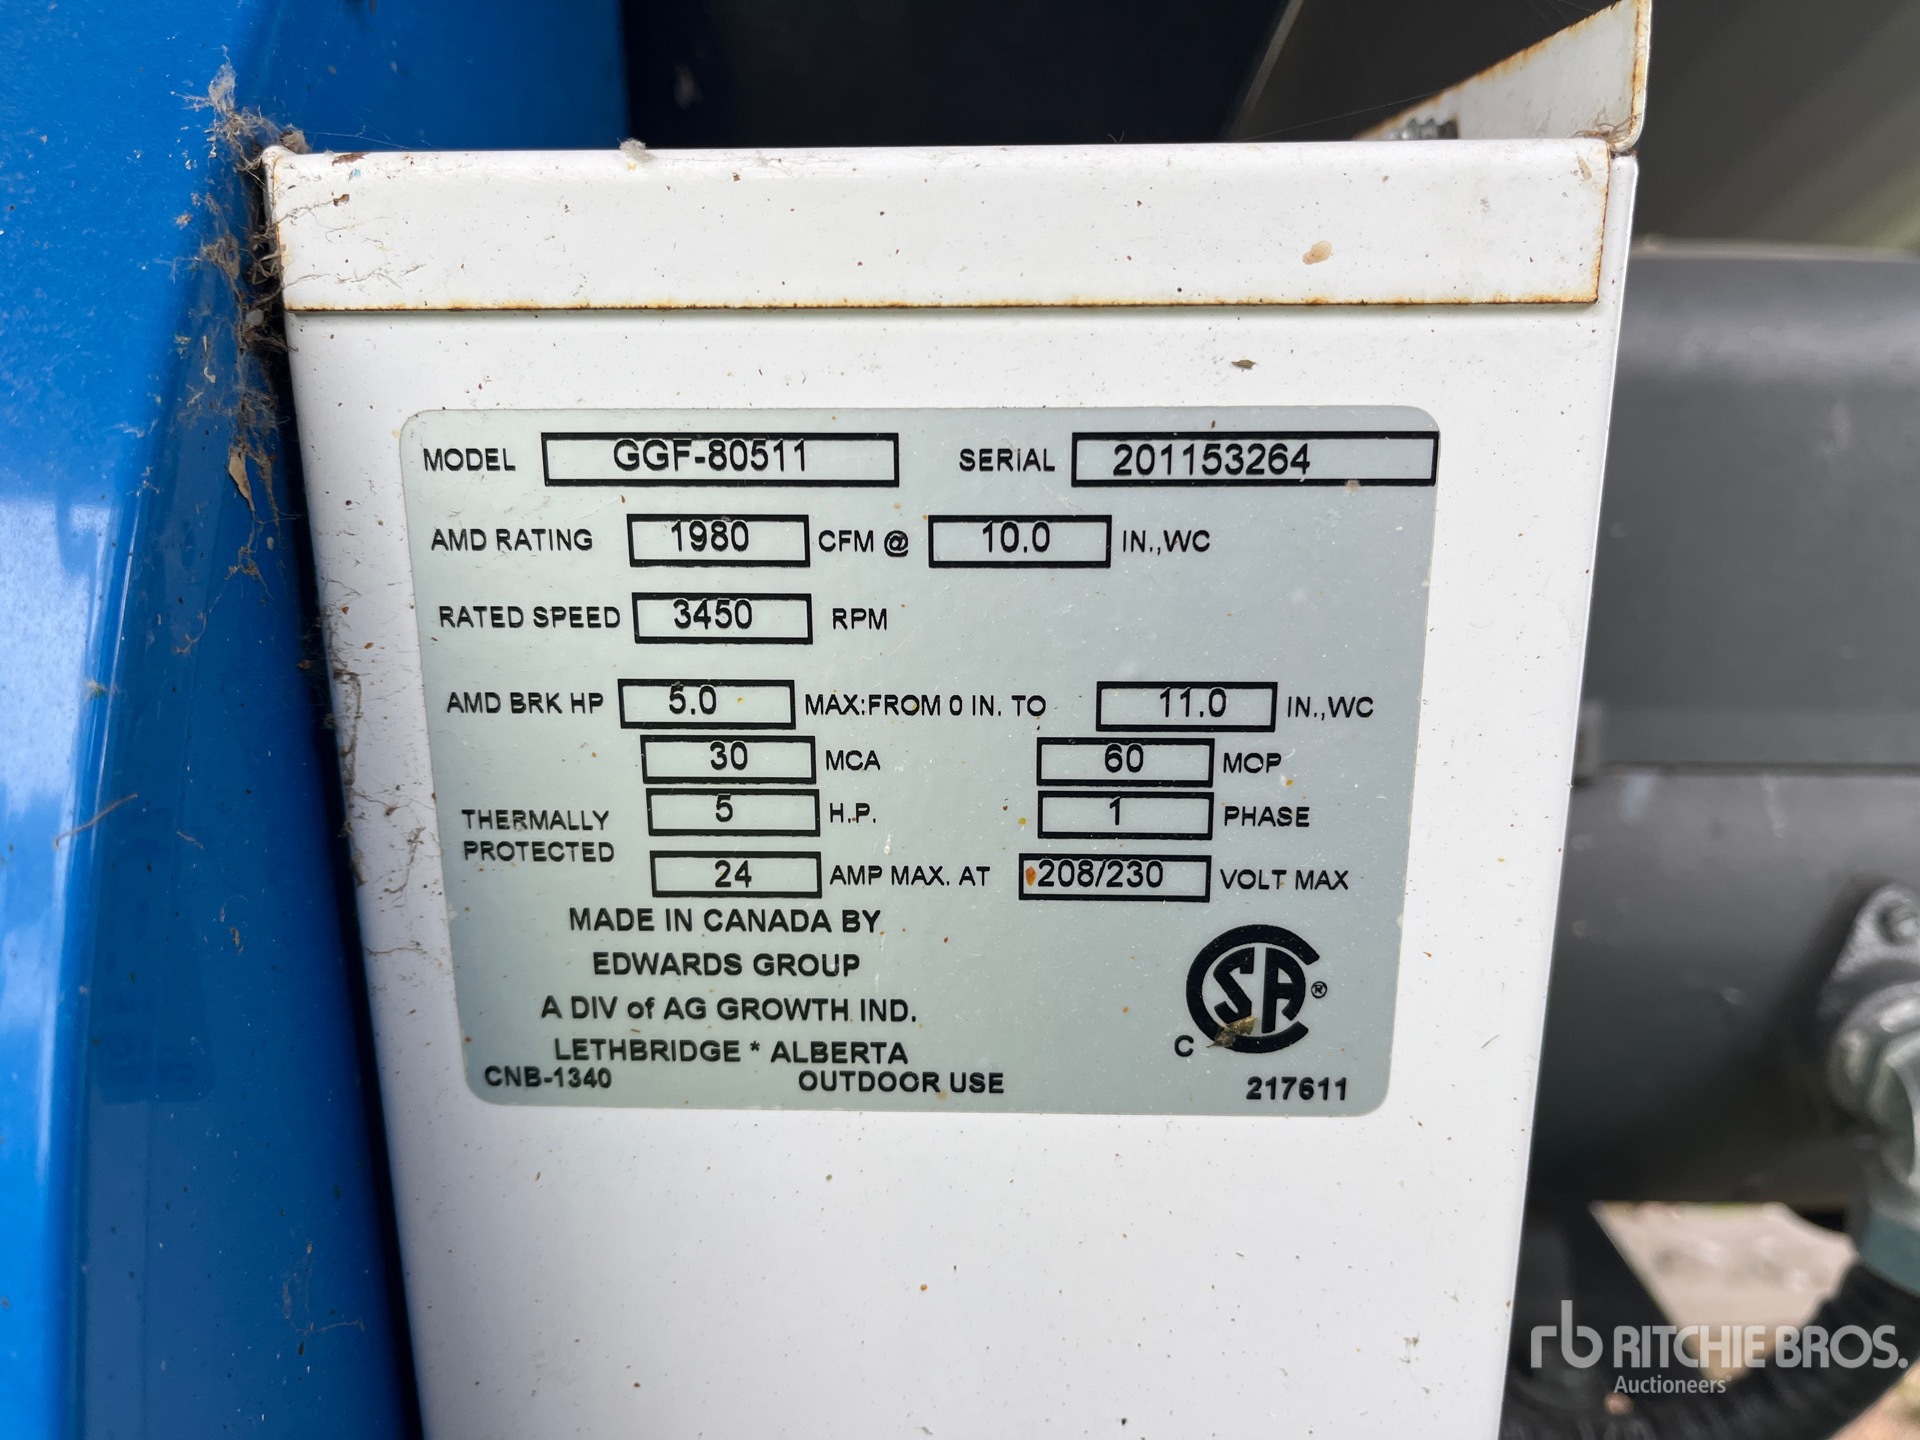 MODEL GGF-80511 SERIAL 201153264
AMD RATING 1980 CFM @ 10.0 IN.,WC
RATED SPEED 3450 RPM
AMD BRK HP 5.0 MAX:FROM 0 IN. TO 11.0 IN.,WC
30 MCA 60 MOP
THERMALLY PROTECTED
5 H.P. 1 PHASE
24 AMP MAX. AT 208/230 VOLT MAX
MADE IN CANADA BY
EDWARDS GROUP
A DIV of AG GROWTH IND.
LETHBRIDGE * ALBERTA
CNB-1340 OUTDOOR USE
C SA ®
217611
rb RITCHIE BROS.
Auctioneers